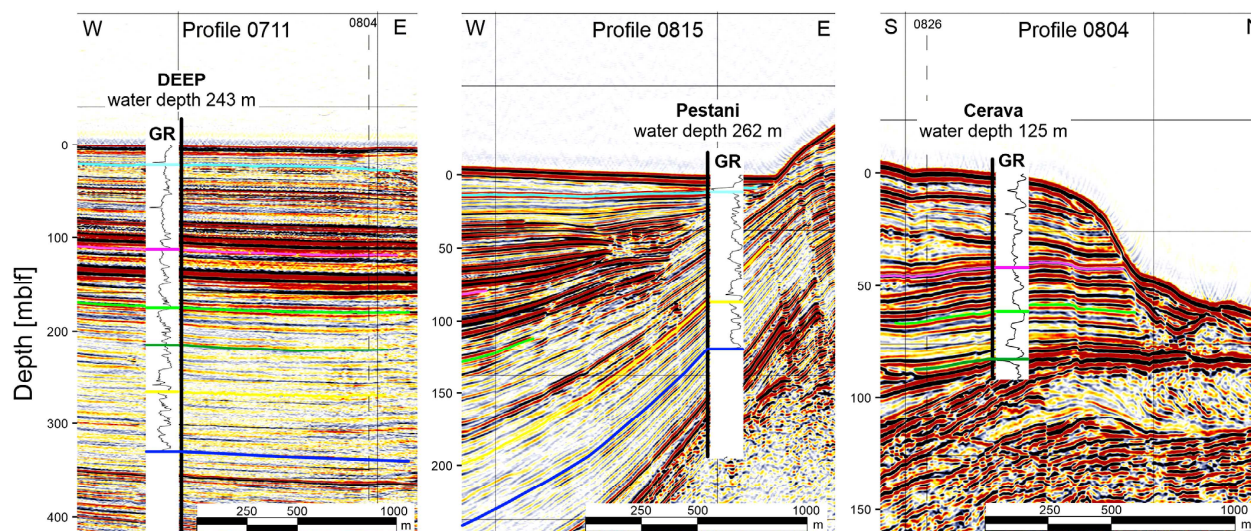 W Profile 0711 0804 E
DEEP
water depth 243 m
GR
Depth [mblf]
0
100
200
300
400
250 500 1000
m
W Profile 0815 E
Pestani
water depth 262 m
GR
0
50
100
150
200
250 500 1000
m
S 0826 Profile 0804
Cerava
water depth 125 m
GR
0
50
100
150
250 500 1000
m